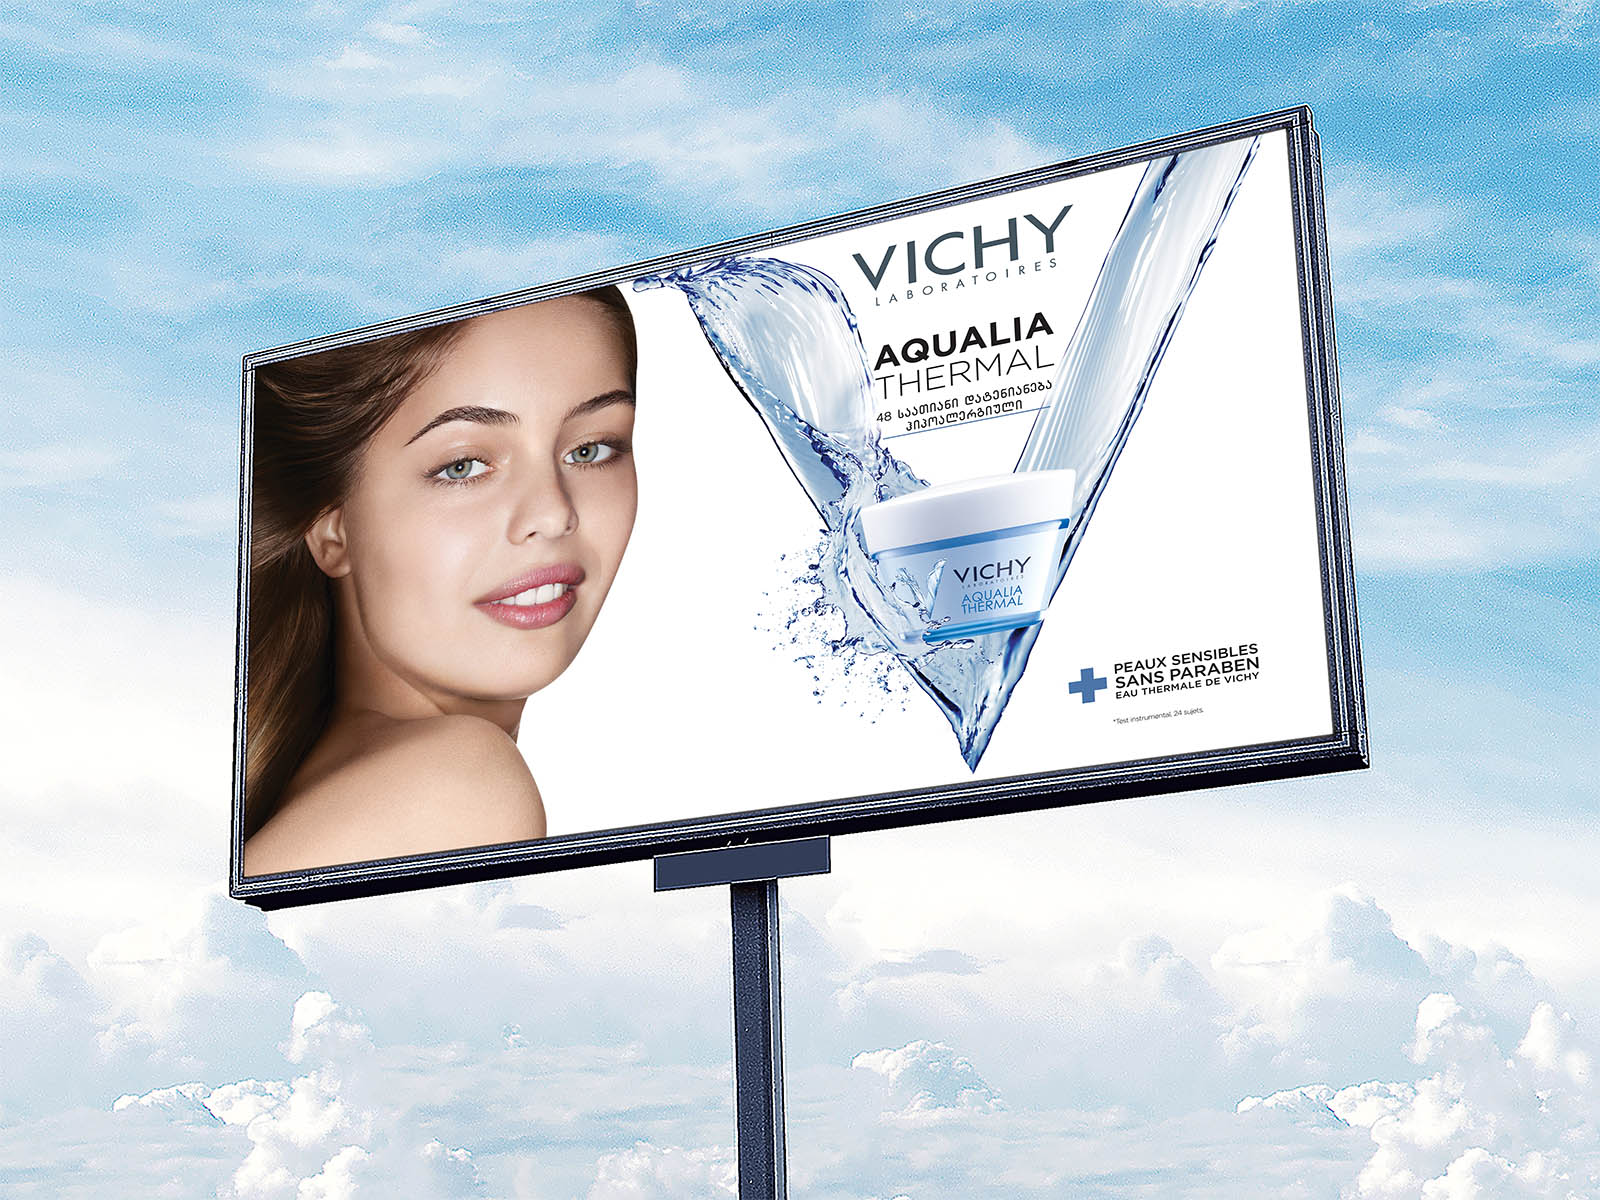 VICHY
LABORATOIRES
AQUALIA
THERMAL
48 საათიანი დატენიანება
ჰიპოალერგიული
VICHY
LABORATOIRES
AQUALIA
THERMAL
PEAUX SENSIBLES
SANS PARABEN
EAU THERMALE DE VICHY
*Test instrumental, 24 sujets.